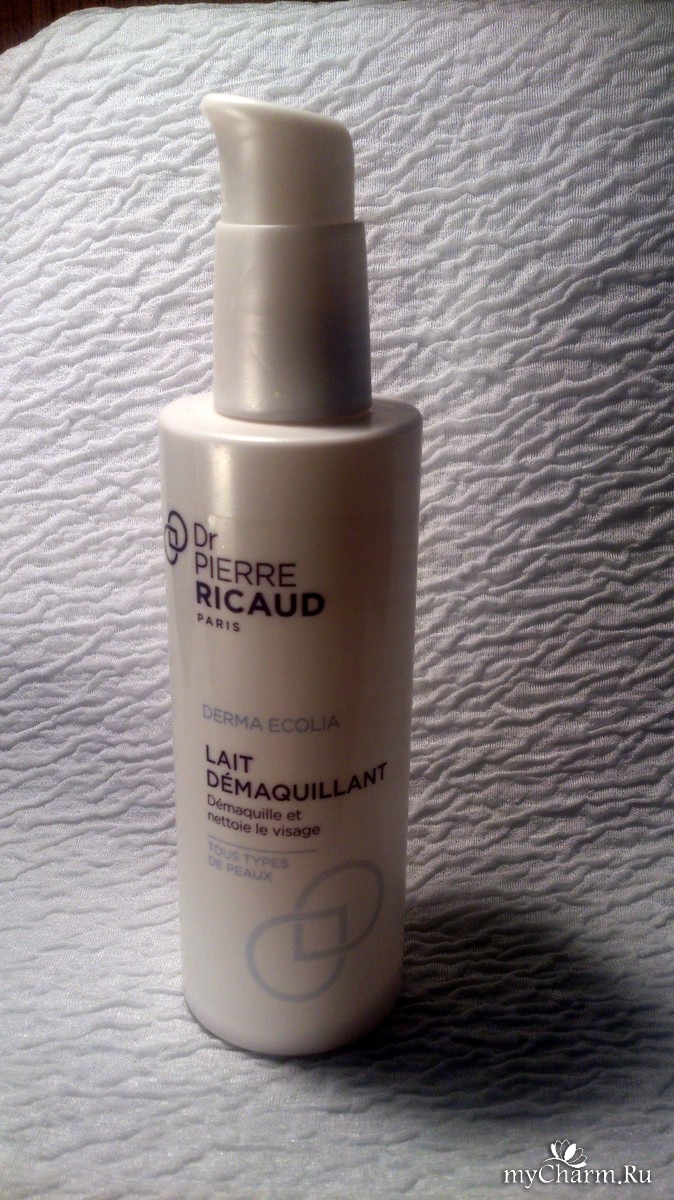 Dr.
PIERRE
RICAUD
PARIS
DERMA ECOLIA
LAIT
DÉMAQUILLANT
Démaquille et
nettoie le visage
TOUS TYPES
DE PEAUX
myCharm.Ru